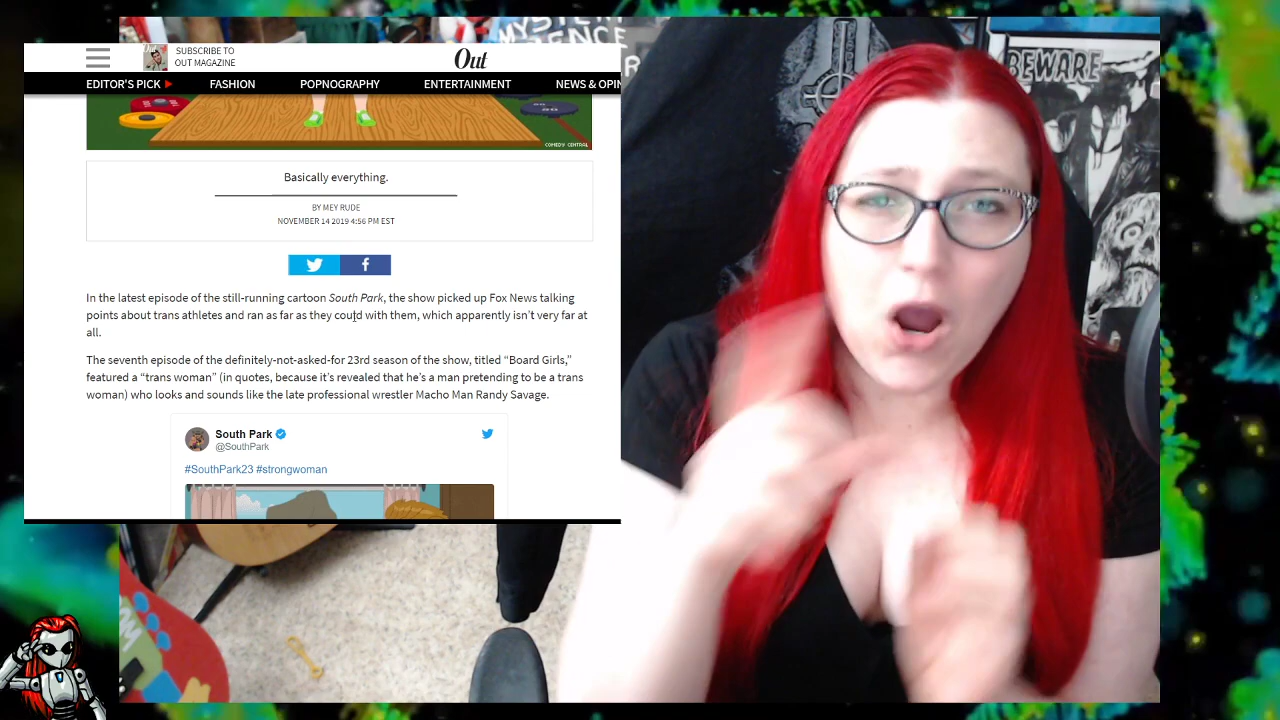 MYSTERY
SCIENCE
BEWARE
SUBSCRIBE TO
OUT MAGAZINE
Out
EDITOR'S PICK
FASHION
POPNOGRAPHY
ENTERTAINMENT
NEWS & OPIN
COMEDY CENTRAL
Basically everything.
BY MEY RUDE
NOVEMBER 14 2019 4:56 PM EST
In the latest episode of the still-running cartoon South Park, the show picked up Fox News talking
points about trans athletes and ran as far as they could with them, which apparently isn't very far at
all.
The seventh episode of the definitely-not-asked-for 23rd season of the show, titled “Board Girls,”
featured a “trans woman” (in quotes, because it's revealed that he's a man pretending to be a trans
woman) who looks and sounds like the late professional wrestler Macho Man Randy Savage.
South Park
@SouthPark
#SouthPark23 #strongwoman